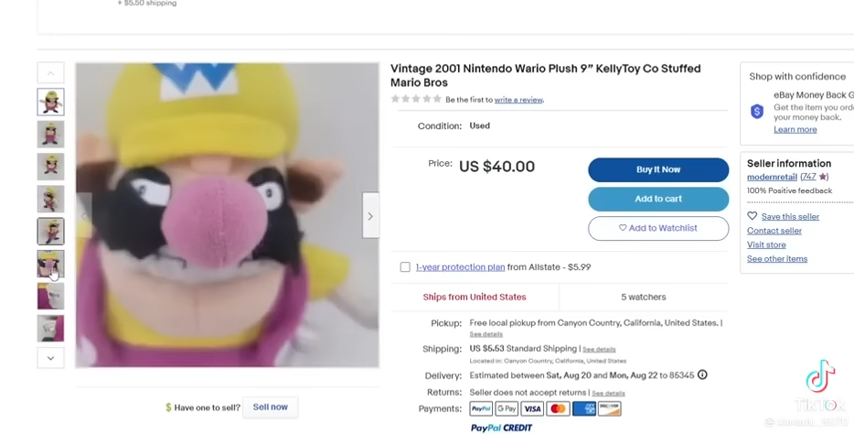 + $5.50 shipping
Vintage 2001 Nintendo Wario Plush 9” KellyToy Co Stuffed
Mario Bros
Be the first to write a review.
Condition: Used
Price: US $40.00
Buy It Now
Add to cart
Add to Watchlist
1-year protection plan from Allstate - $5.99
Ships from United States
5 watchers
Pickup: Free local pickup from Canyon Country, California, United States. |
See details
Shipping: US $5.53 Standard Shipping | See details
Located in: Canyon Country, California, United States
Delivery: Estimated between Sat, Aug 20 and Mon, Aug 22 to 85345
Returns: Seller does not accept returns | See details
Payments: PayPal G Pay VISA
PayPal CREDIT
$ Have one to sell? Sell now
Shop with confidence
eBay Money Back G
Get the item you ord
your money back.
Learn more
Seller information
modernretail (747)
100% Positive feedback
Save this seller
Contact seller
Visit store
See other items
W
TikTok